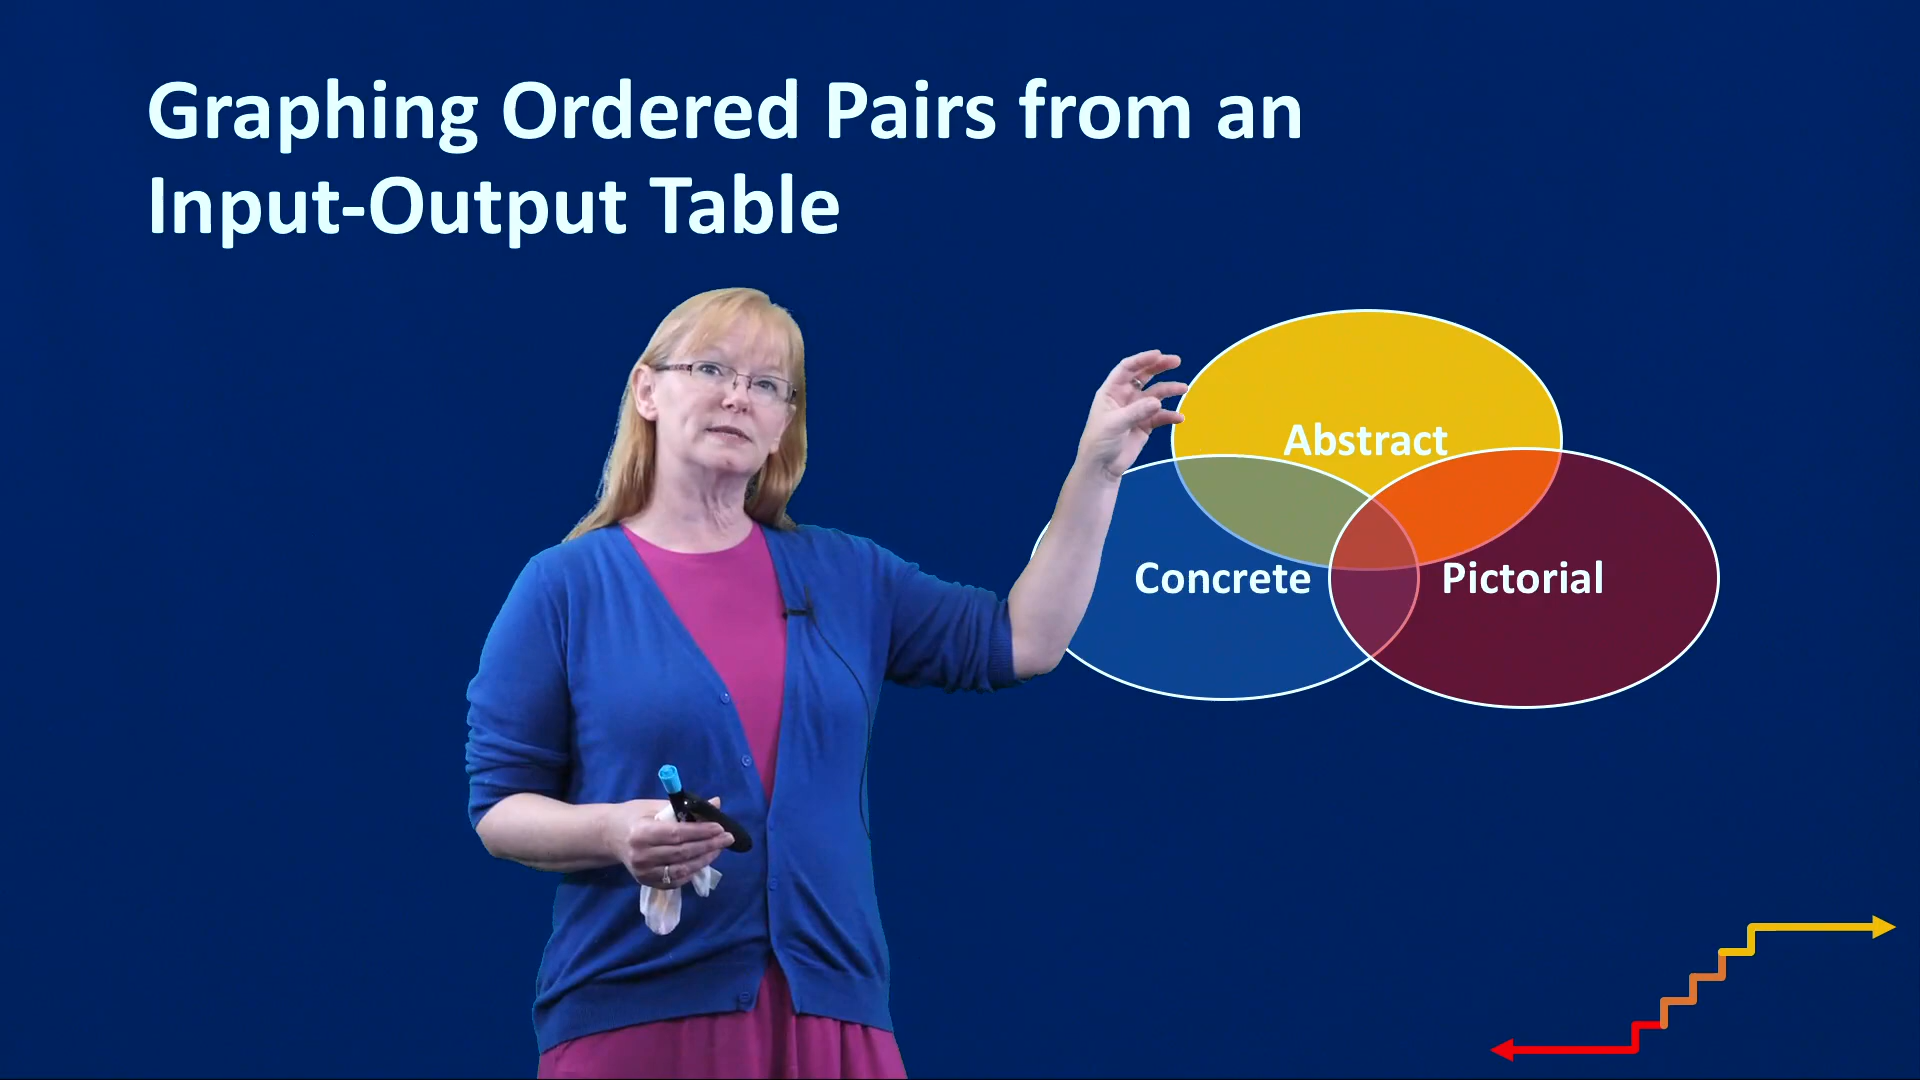 Graphing Ordered Pairs from an
Input-Output Table
Abstract
Concrete
Pictorial